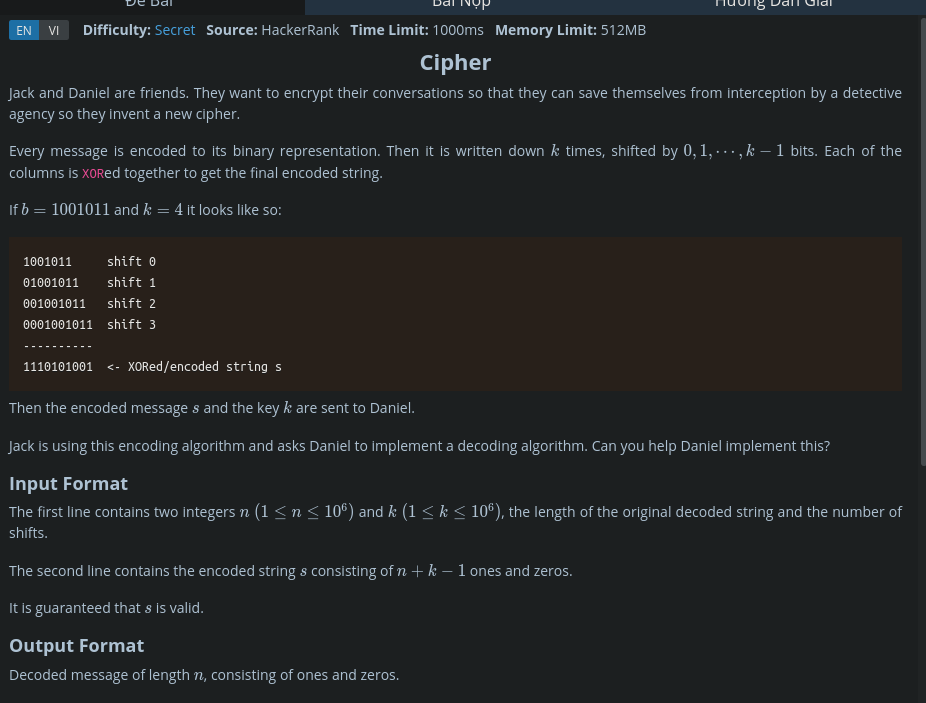 Đề Bài Bài Nộp Hướng Dẫn Giải
EN VI Difficulty: Secret Source: HackerRank Time Limit: 1000ms Memory Limit: 512MB
Cipher
Jack and Daniel are friends. They want to encrypt their conversations so that they can save themselves from interception by a detective
agency so they invent a new cipher.
Every message is encoded to its binary representation. Then it is written down k times, shifted by 0, 1, ⋯, k − 1 bits. Each of the
columns is XORed together to get the final encoded string.
If b = 1001011 and k = 4 it looks like so:
1001011 shift 0
01001011 shift 1
001001011 shift 2
0001001011 shift 3
----------
1110101001 <- XORed/encoded string s
Then the encoded message s and the key k are sent to Daniel.
Jack is using this encoding algorithm and asks Daniel to implement a decoding algorithm. Can you help Daniel implement this?
Input Format
The first line contains two integers n (1 ≤ n ≤ 10⁶) and k (1 ≤ k ≤ 10⁶), the length of the original decoded string and the number of
shifts.
The second line contains the encoded string s consisting of n + k − 1 ones and zeros.
It is guaranteed that s is valid.
Output Format
Decoded message of length n, consisting of ones and zeros.